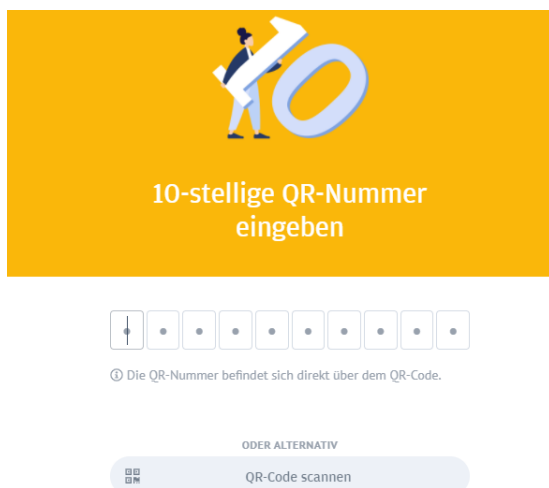 10
10-stellige QR-Nummer
eingeben
Die QR-Nummer befindet sich direkt über dem QR-Code.
ODER ALTERNATIV
QR-Code scannen